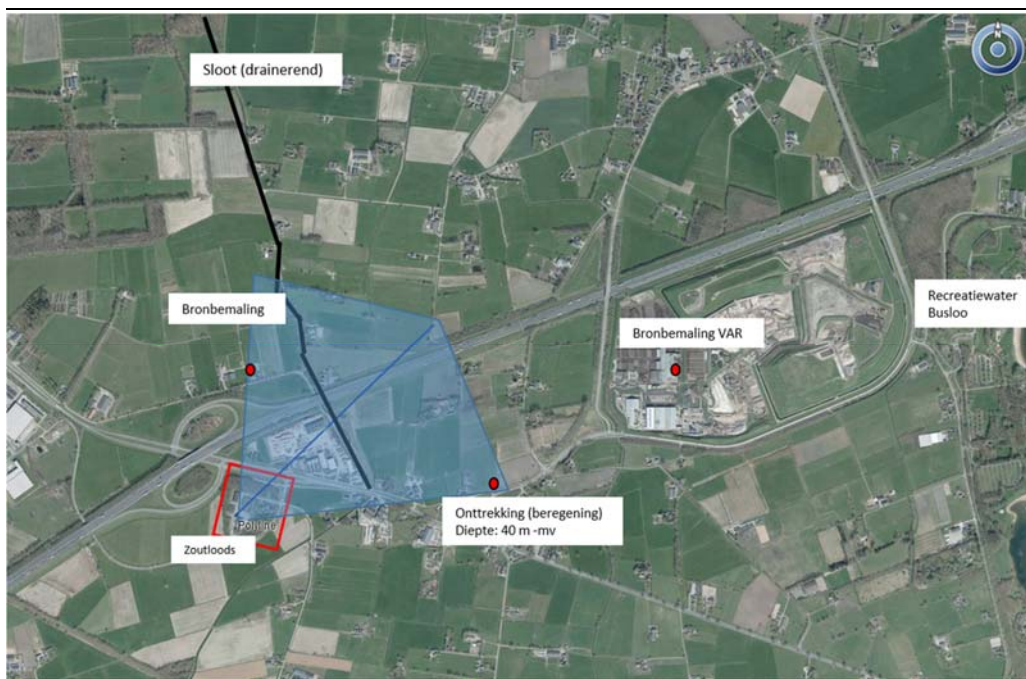 N
Sloot (drainerend)
Bronbemaling
Bronbemaling VAR
Recreatiewater
Busloo
Onttrekking (beregening)
Diepte: 40 m -mv
Zoutloods